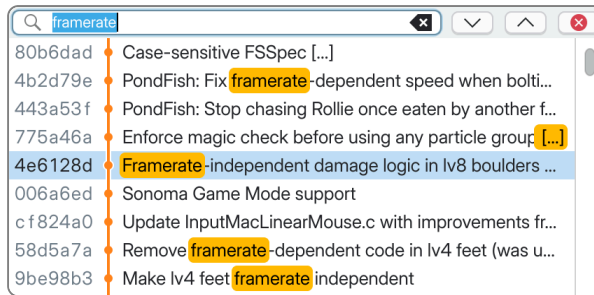 framerate
80b6dad Case-sensitive FSSpec [...]
4b2d79e PondFish: Fix framerate-dependent speed when bolti...
443a53f PondFish: Stop chasing Rollie once eaten by another f...
775a46a Enforce magic check before using any particle group [...]
4e6128d Framerate-independent damage logic in lv8 boulders ...
006a6ed Sonoma Game Mode support
cf824a0 Update InputMacLinearMouse.c with improvements fr...
58d5a7a Remove framerate-dependent code in lv4 feet (was u...
9be98b3 Make lv4 feet framerate independent